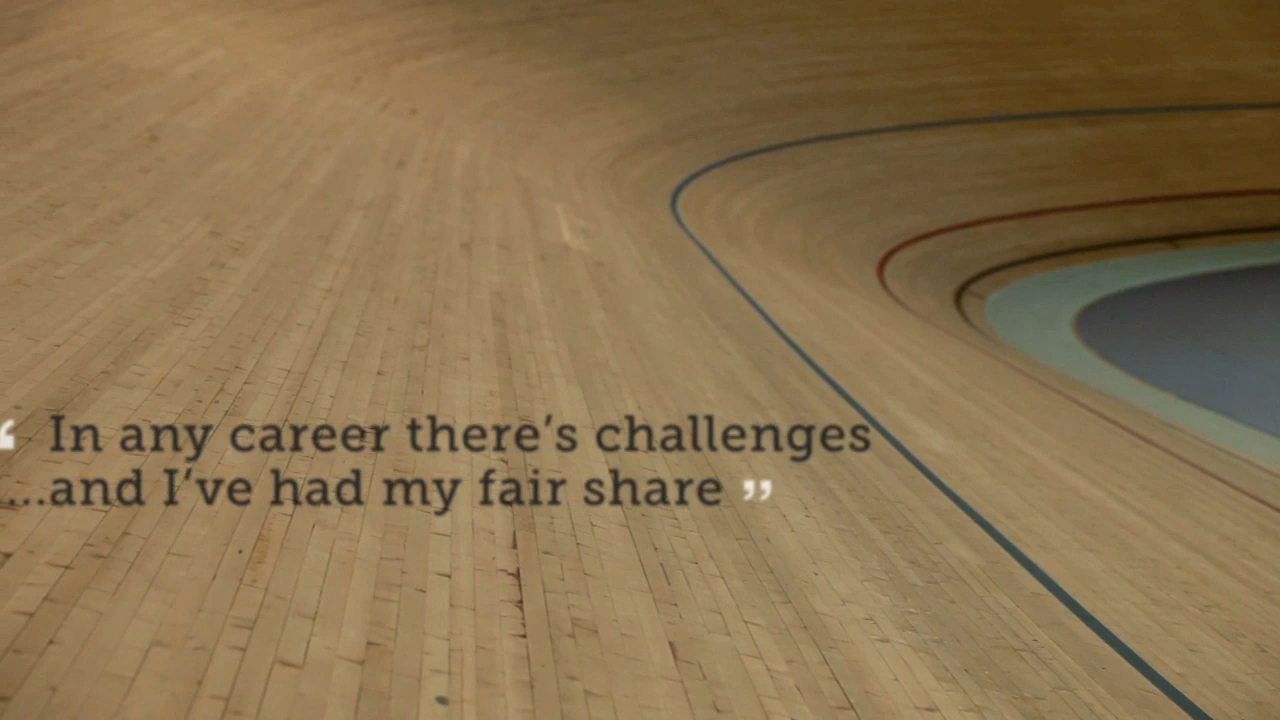 “ In any career there’s challenges
...and I’ve had my fair share ”